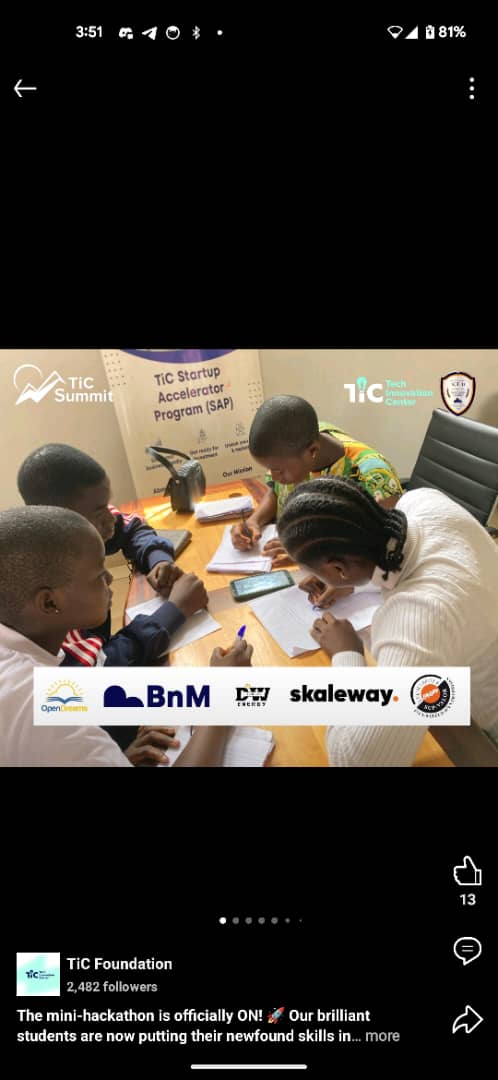 3:51
81%
TiC
Summit
TiC Startup
Accelerator
Program (SAP)
Our Mission
TiC Tech
Innovation
Center
OpenDreams
BnM
DW
ENERGY
skaleway.
13
TiC Foundation
2,482 followers
The mini-hackathon is officially ON! 🚀 Our brilliant
students are now putting their newfound skills in… more